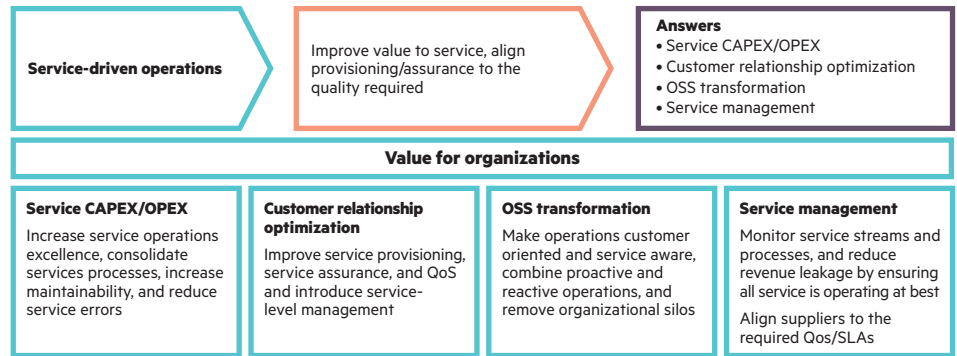 Service-driven operations
Improve value to service, align
provisioning/assurance to the
quality required
Answers
• Service CAPEX/OPEX
• Customer relationship optimization
• OSS transformation
• Service management
Value for organizations
Service CAPEX/OPEX
Increase service operations
excellence, consolidate
services processes, increase
maintainability, and reduce
service errors
Customer relationship
optimization
Improve service provisioning,
service assurance, and QoS
and introduce service-
level management
OSS transformation
Make operations customer
oriented and service aware,
combine proactive and
reactive operations, and
remove organizational silos
Service management
Monitor service streams and
processes, and reduce
revenue leakage by ensuring
all service is operating at best
Align suppliers to the
required Qos/SLAs